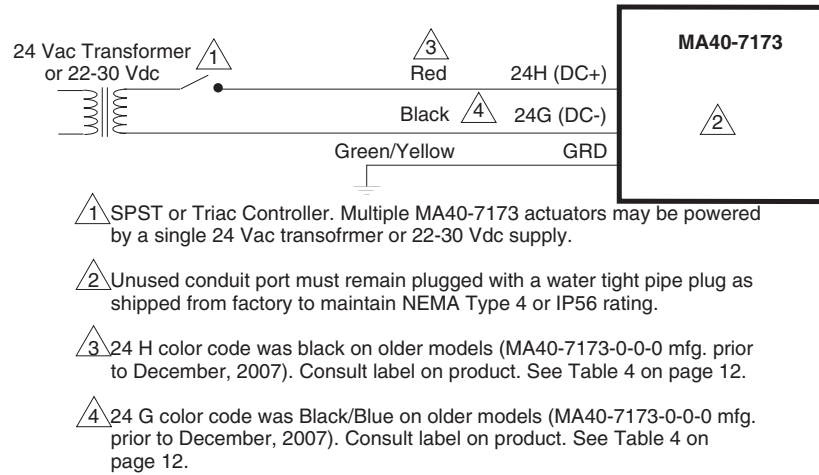 MA40-7173
24 Vac Transformer
or 22-30 Vdc
1
3
Red
24H (DC+)
Black
4
24G (DC-)
2
Green/Yellow
GRD
1 SPST or Triac Controller. Multiple MA40-7173 actuators may be powered
by a single 24 Vac transofrmer or 22-30 Vdc supply.
2 Unused conduit port must remain plugged with a water tight pipe plug as
shipped from factory to maintain NEMA Type 4 or IP56 rating.
3 24 H color code was black on older models (MA40-7173-0-0-0 mfg. prior
to December, 2007). Consult label on product. See Table 4 on page 12.
4 24 G color code was Black/Blue on older models (MA40-7173-0-0-0 mfg.
prior to December, 2007). Consult label on product. See Table 4 on
page 12.